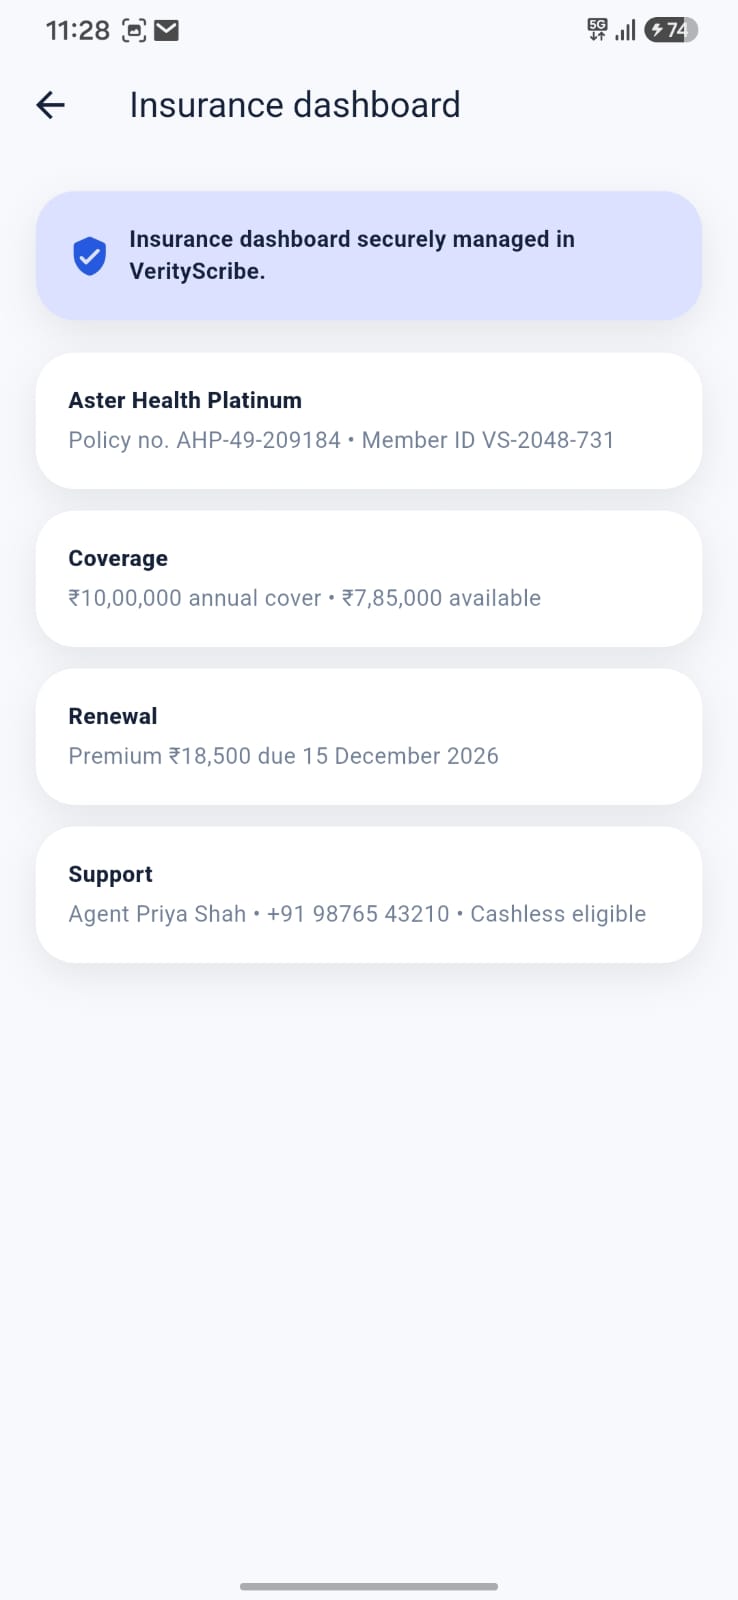 11:28
5G
74
Insurance dashboard
Insurance dashboard securely managed in
VerityScribe.
Aster Health Platinum
Policy no. AHP-49-209184 • Member ID VS-2048-731
Coverage
₹10,00,000 annual cover • ₹7,85,000 available
Renewal
Premium ₹18,500 due 15 December 2026
Support
Agent Priya Shah • +91 98765 43210 • Cashless eligible